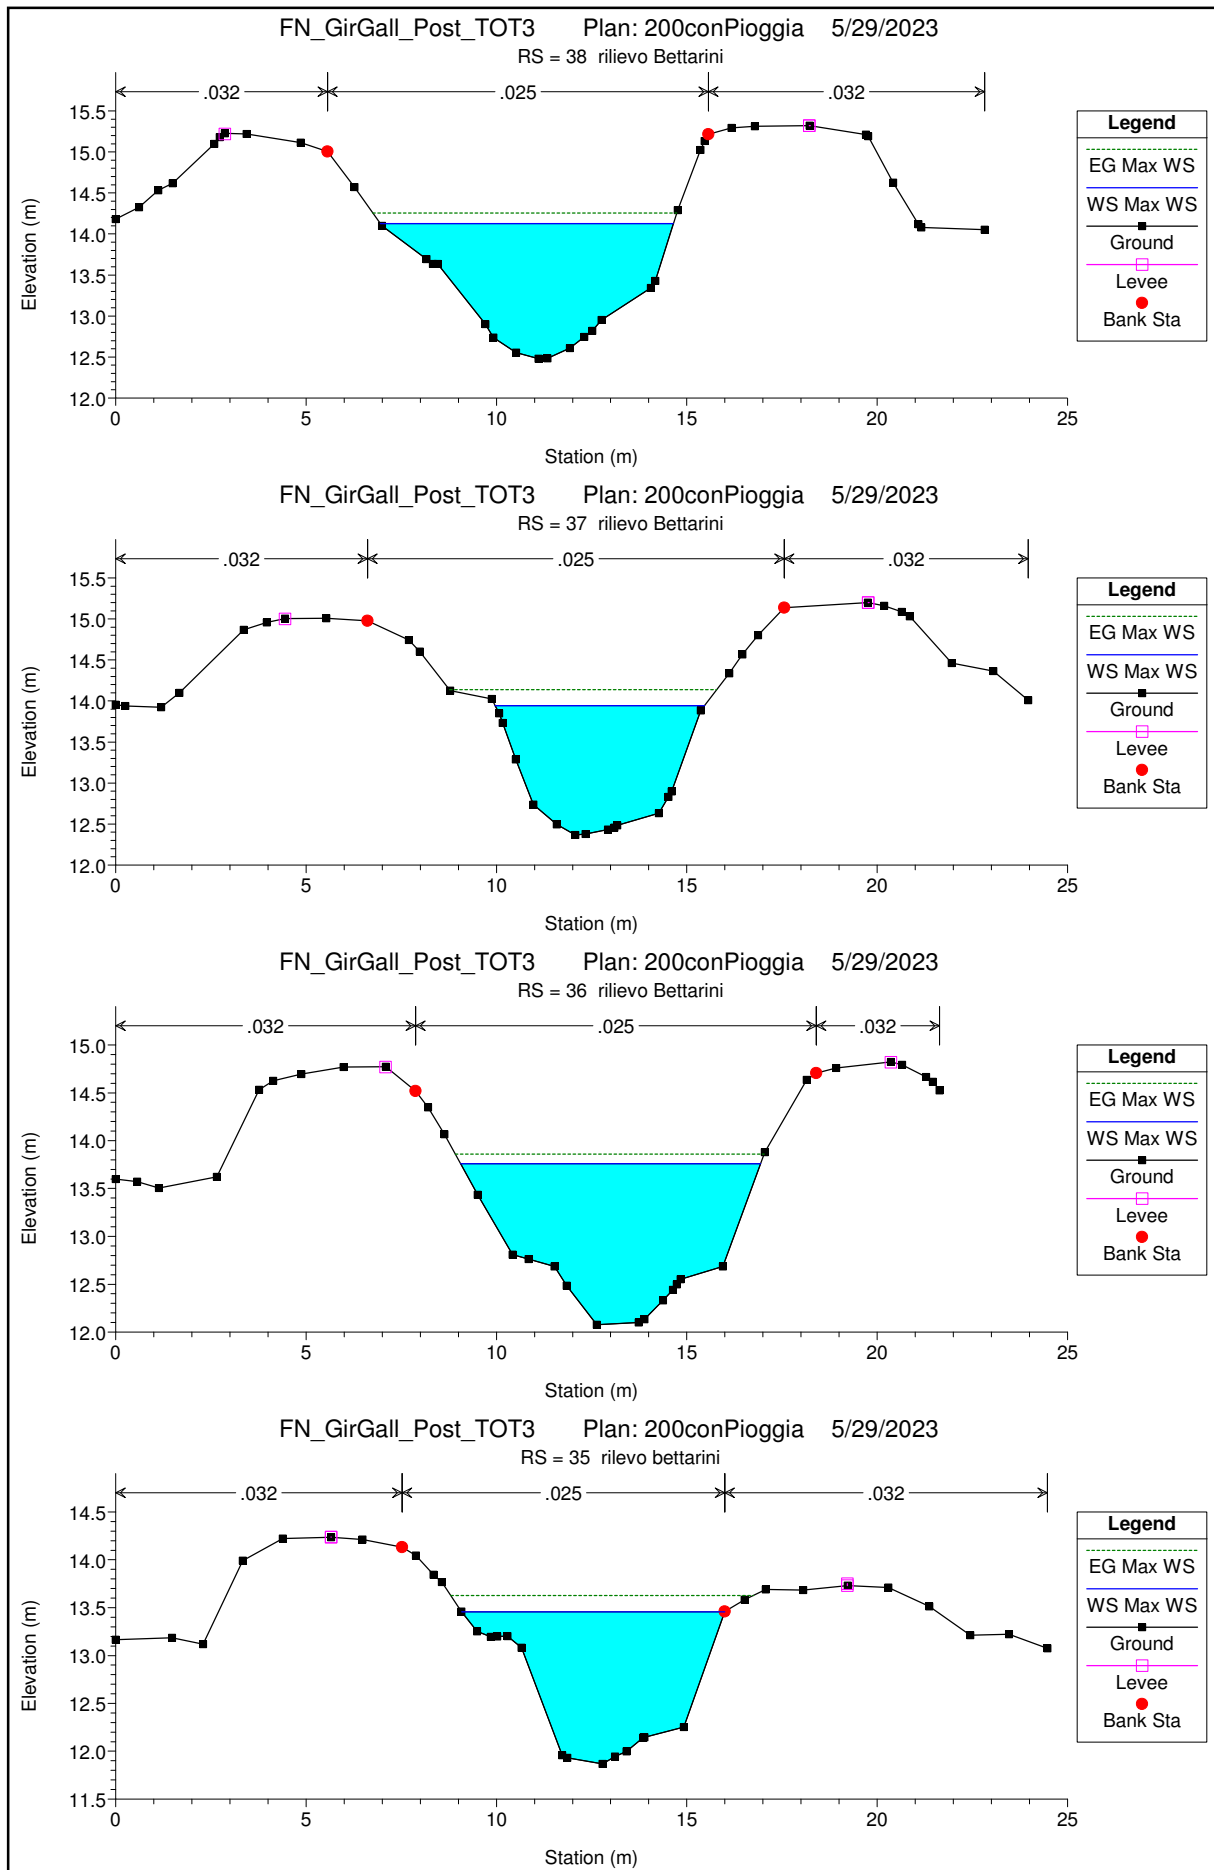 FN_GirGall_Post_TOT3 Plan: 200conPioggia 5/29/2023
RS = 38 rilievo Bettarini
.032 .025 .032
15.5
15.0
14.5
14.0
13.5
13.0
12.5
12.0
Elevation (m)
0 5 10 15 20 25
Station (m)
Legend
EG Max WS
WS Max WS
Ground
Levee
Bank Sta
FN_GirGall_Post_TOT3 Plan: 200conPioggia 5/29/2023
RS = 37 rilievo Bettarini
.032 .025 .032
15.5
15.0
14.5
14.0
13.5
13.0
12.5
12.0
Elevation (m)
0 5 10 15 20 25
Station (m)
Legend
EG Max WS
WS Max WS
Ground
Levee
Bank Sta
FN_GirGall_Post_TOT3 Plan: 200conPioggia 5/29/2023
RS = 36 rilievo Bettarini
.032 .025 .032
15.0
14.5
14.0
13.5
13.0
12.5
12.0
Elevation (m)
0 5 10 15 20 25
Station (m)
Legend
EG Max WS
WS Max WS
Ground
Levee
Bank Sta
FN_GirGall_Post_TOT3 Plan: 200conPioggia 5/29/2023
RS = 35 rilevo bettarini
.032 .025 .032
14.5
14.0
13.5
13.0
12.5
12.0
11.5
Elevation (m)
0 5 10 15 20 25
Station (m)
Legend
EG Max WS
WS Max WS
Ground
Levee
Bank Sta